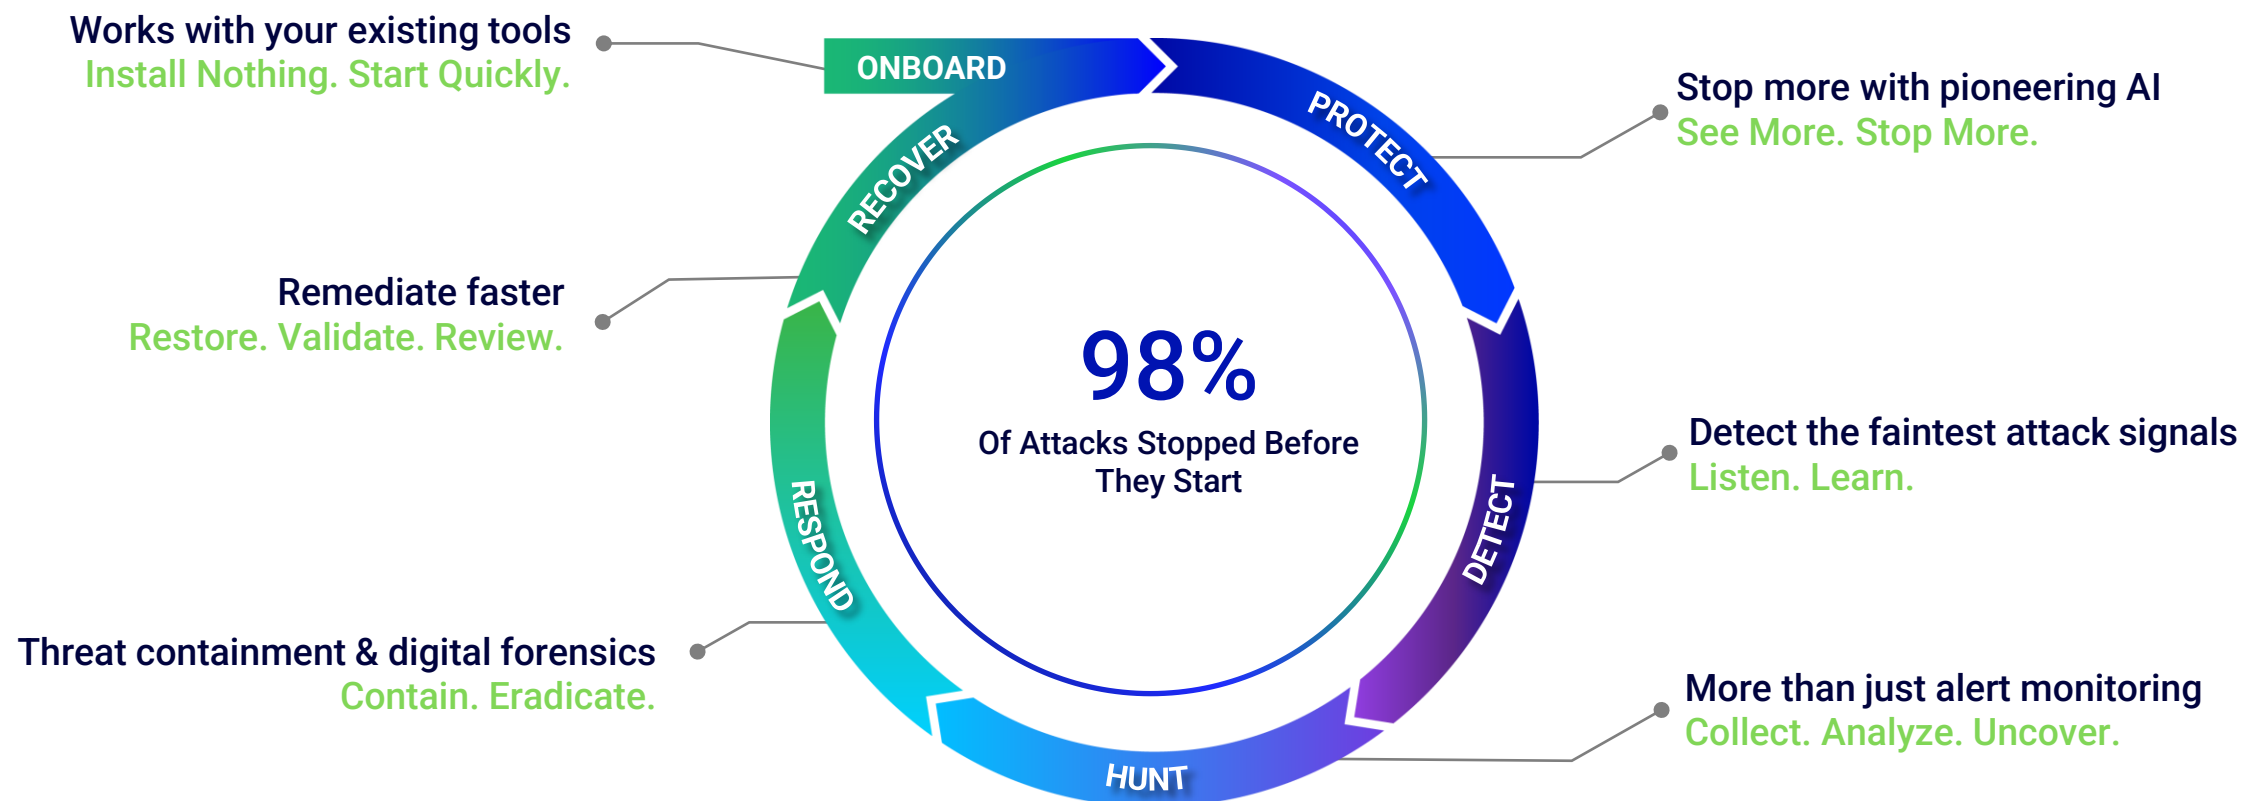 Works with your existing tools
Install Nothing. Start Quickly.
ONBOARD
PROTECT
Stop more with pioneering AI
See More. Stop More.
RECOVER
Remediate faster
Restore. Validate. Review.
98%
Of Attacks Stopped Before
They Start
Detect the faintest attack signals
Listen. Learn.
DETECT
RESPOND
Threat containment & digital forensics
Contain. Eradicate.
More than just alert monitoring
Collect. Analyze. Uncover.
HUNT